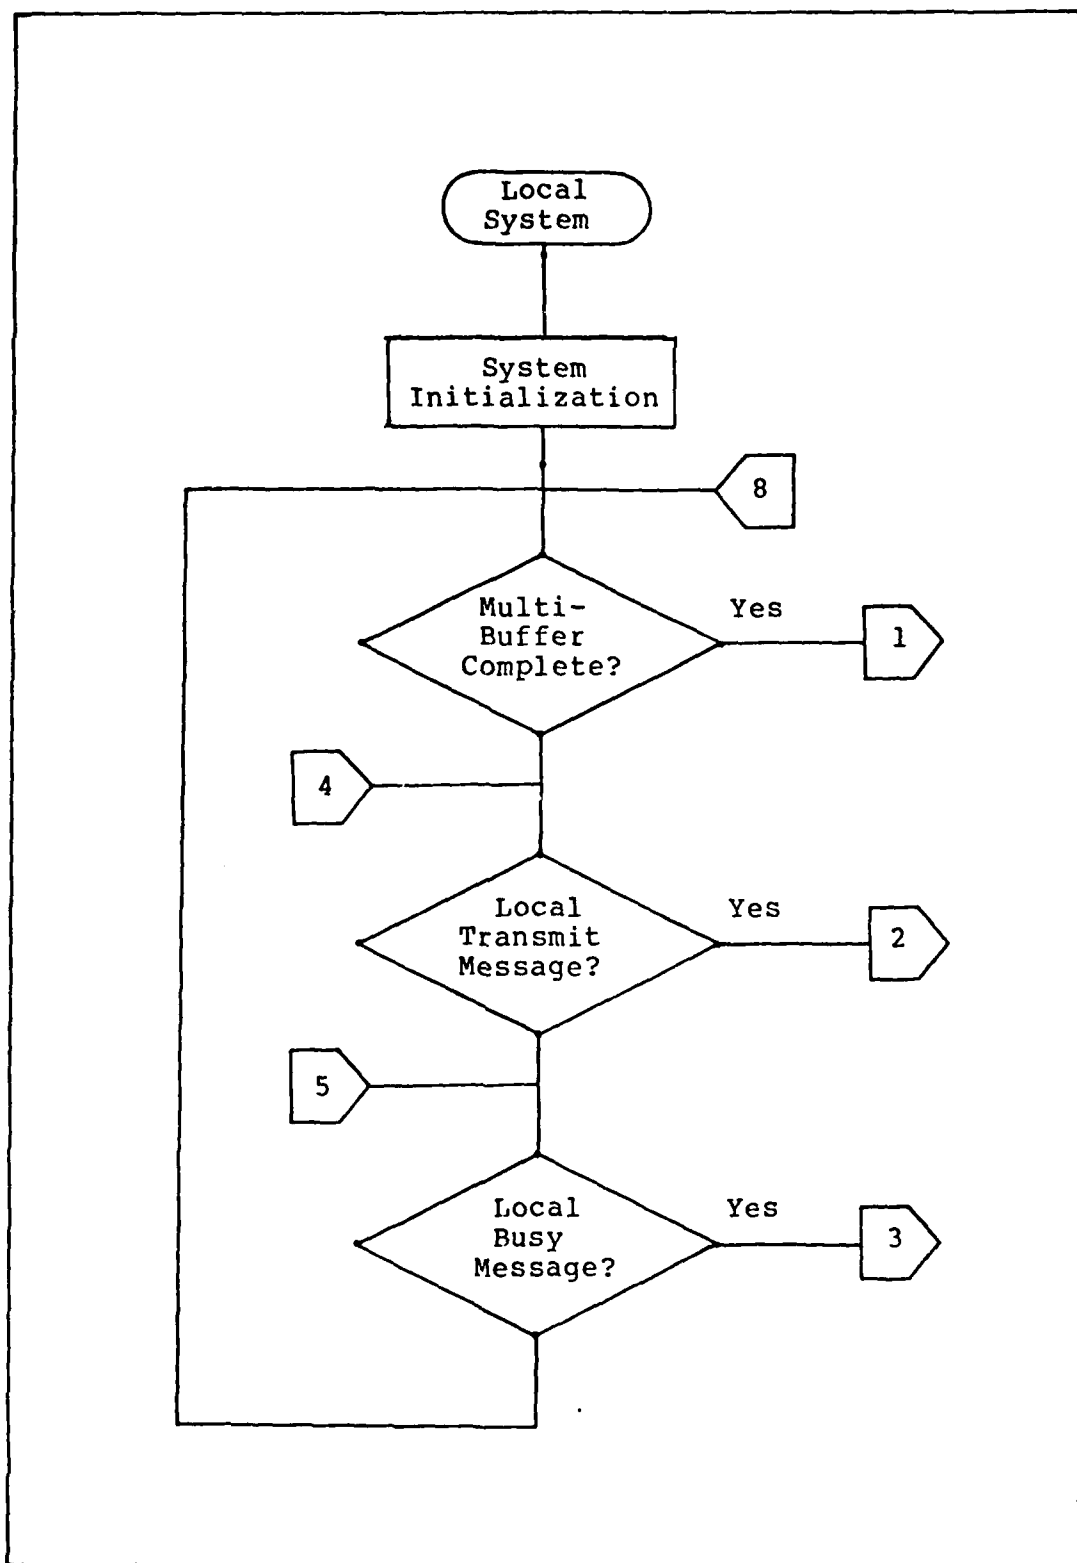 Local
System
System
Initialization
8
Multi-
Buffer
Complete?
Yes
1
4
Local
Transmit
Message?
Yes
2
5
Local
Busy
Message?
Yes
3